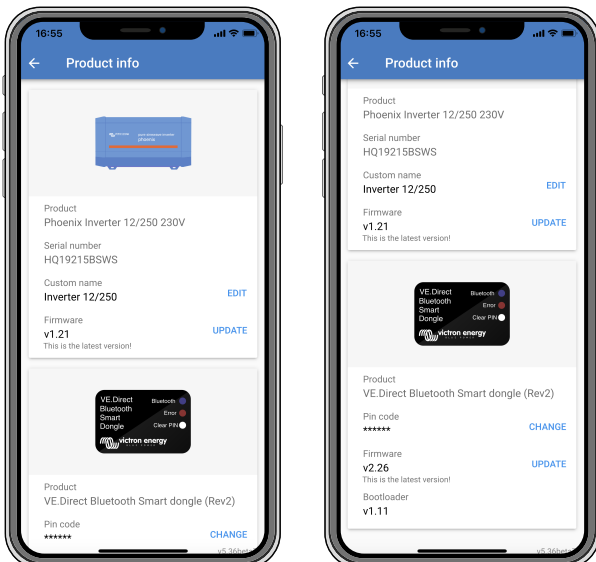 16:55
Product info
phoenix
Product
Phoenix Inverter 12/250 230V
Serial number
HQ19215BSWS
Custom name
Inverter 12/250
EDIT
Firmware
v1.21
UPDATE
This is the latest version!
VE.Direct
Bluetooth
Smart
Dongle
Bluetooth
Error
Clear PIN
victron energy
BLUE POWER
Product
VE.Direct Bluetooth Smart dongle (Rev2)
Pin code
******
CHANGE
v5.36beta
16:55
Product info
Product
Phoenix Inverter 12/250 230V
Serial number
HQ19215BSWS
Custom name
Inverter 12/250
EDIT
Firmware
v1.21
UPDATE
This is the latest version!
VE.Direct
Bluetooth
Smart
Dongle
Bluetooth
Error
Clear PIN
victron energy
BLUE POWER
Product
VE.Direct Bluetooth Smart dongle (Rev2)
Pin code
******
CHANGE
Firmware
v2.26
UPDATE
This is the latest version!
Bootloader
v1.11
v5.36beta